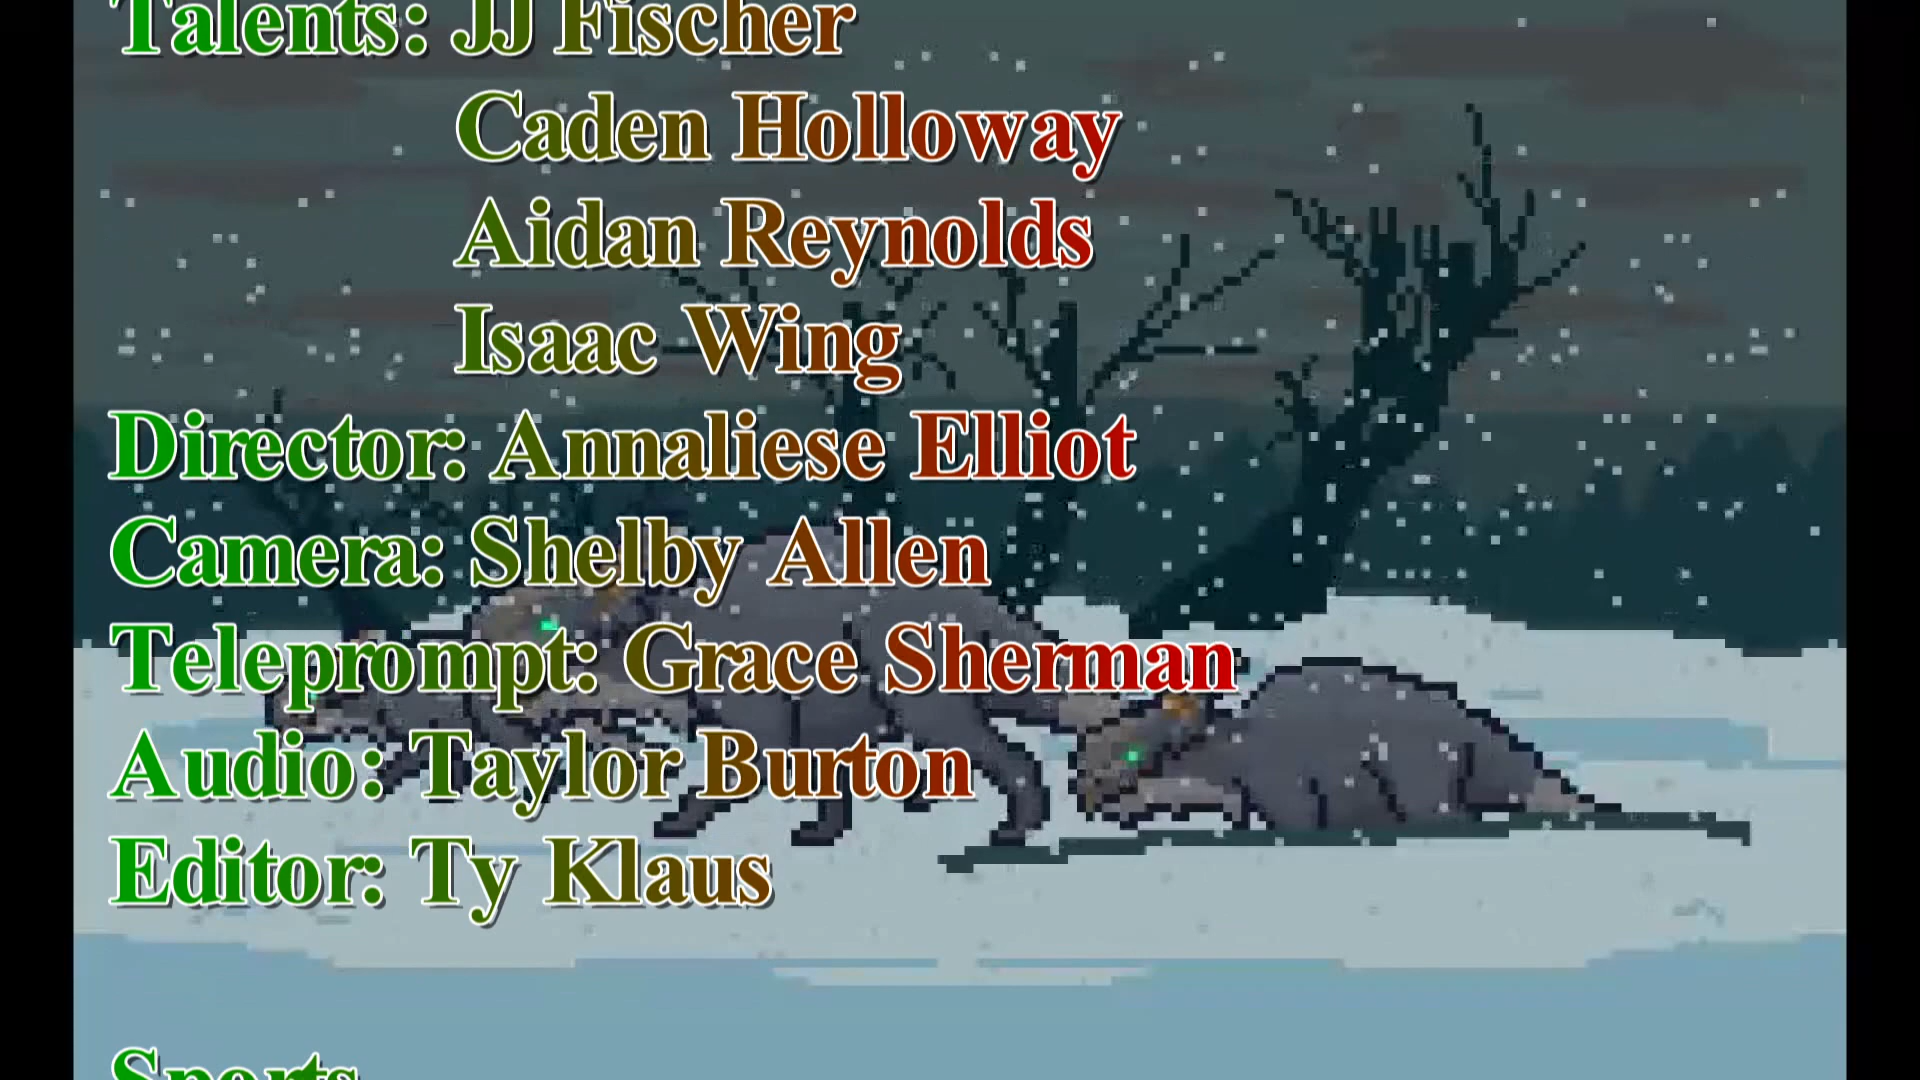 Talents: JJ Fischer
Caden Holloway
Aidan Reynolds
Isaac Wing
Director: Annaliese Elliot
Camera: Shelby Allen
Teleprompt: Grace Sherman
Audio: Taylor Burton
Editor: Ty Klaus
Sports